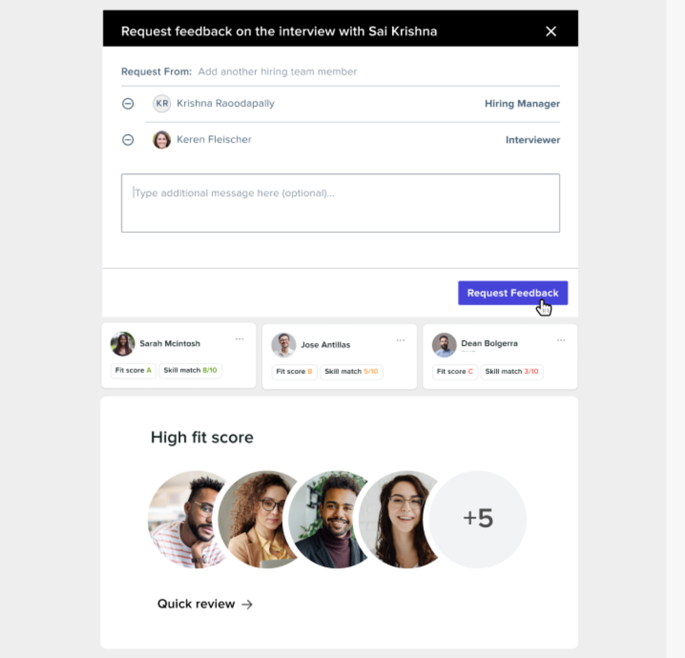 Request feedback on the interview with Sai Krishna
Request From: Add another hiring team member
KR Krishna Raoodapally Hiring Manager
Keren Fleischer Interviewer
Type additional message here (optional)...
Request Feedback
Sarah Mcintosh
Fit score A Skill match 8/10
Jose Antillas
Fit score B Skill match 5/10
Dean Bolgerra
Fit score C Skill match 3/10
High fit score
+5
Quick review →